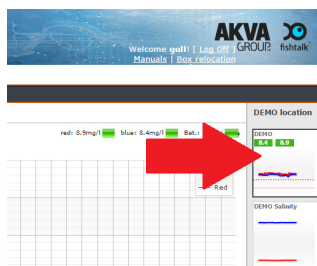 AKVA
GROUP. fishtalk
Welcome gull! [ Log Off ]
Manuals | Box relocation
DEMO location
red: 8.9mg/l blue: 8.4mg/l Bat.:
DEMO
8.4 8.9
Red
DEMO Salinity